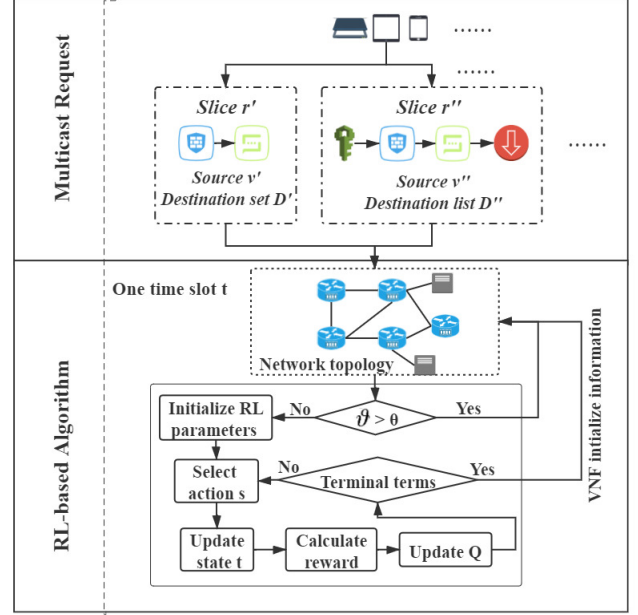 Multicast Request
......
......
Slice r'
Source v'
Destination set D'
Slice r''
Source v''
Destination list D''
......
RL-based Algorithm
One time slot t
Network topology
VNF intialize information
Initialize RL
parameters
No
ϑ > θ
Yes
Select
action s
No
Terminal terms
Yes
Update
state t
Calculate
reward
Update Q